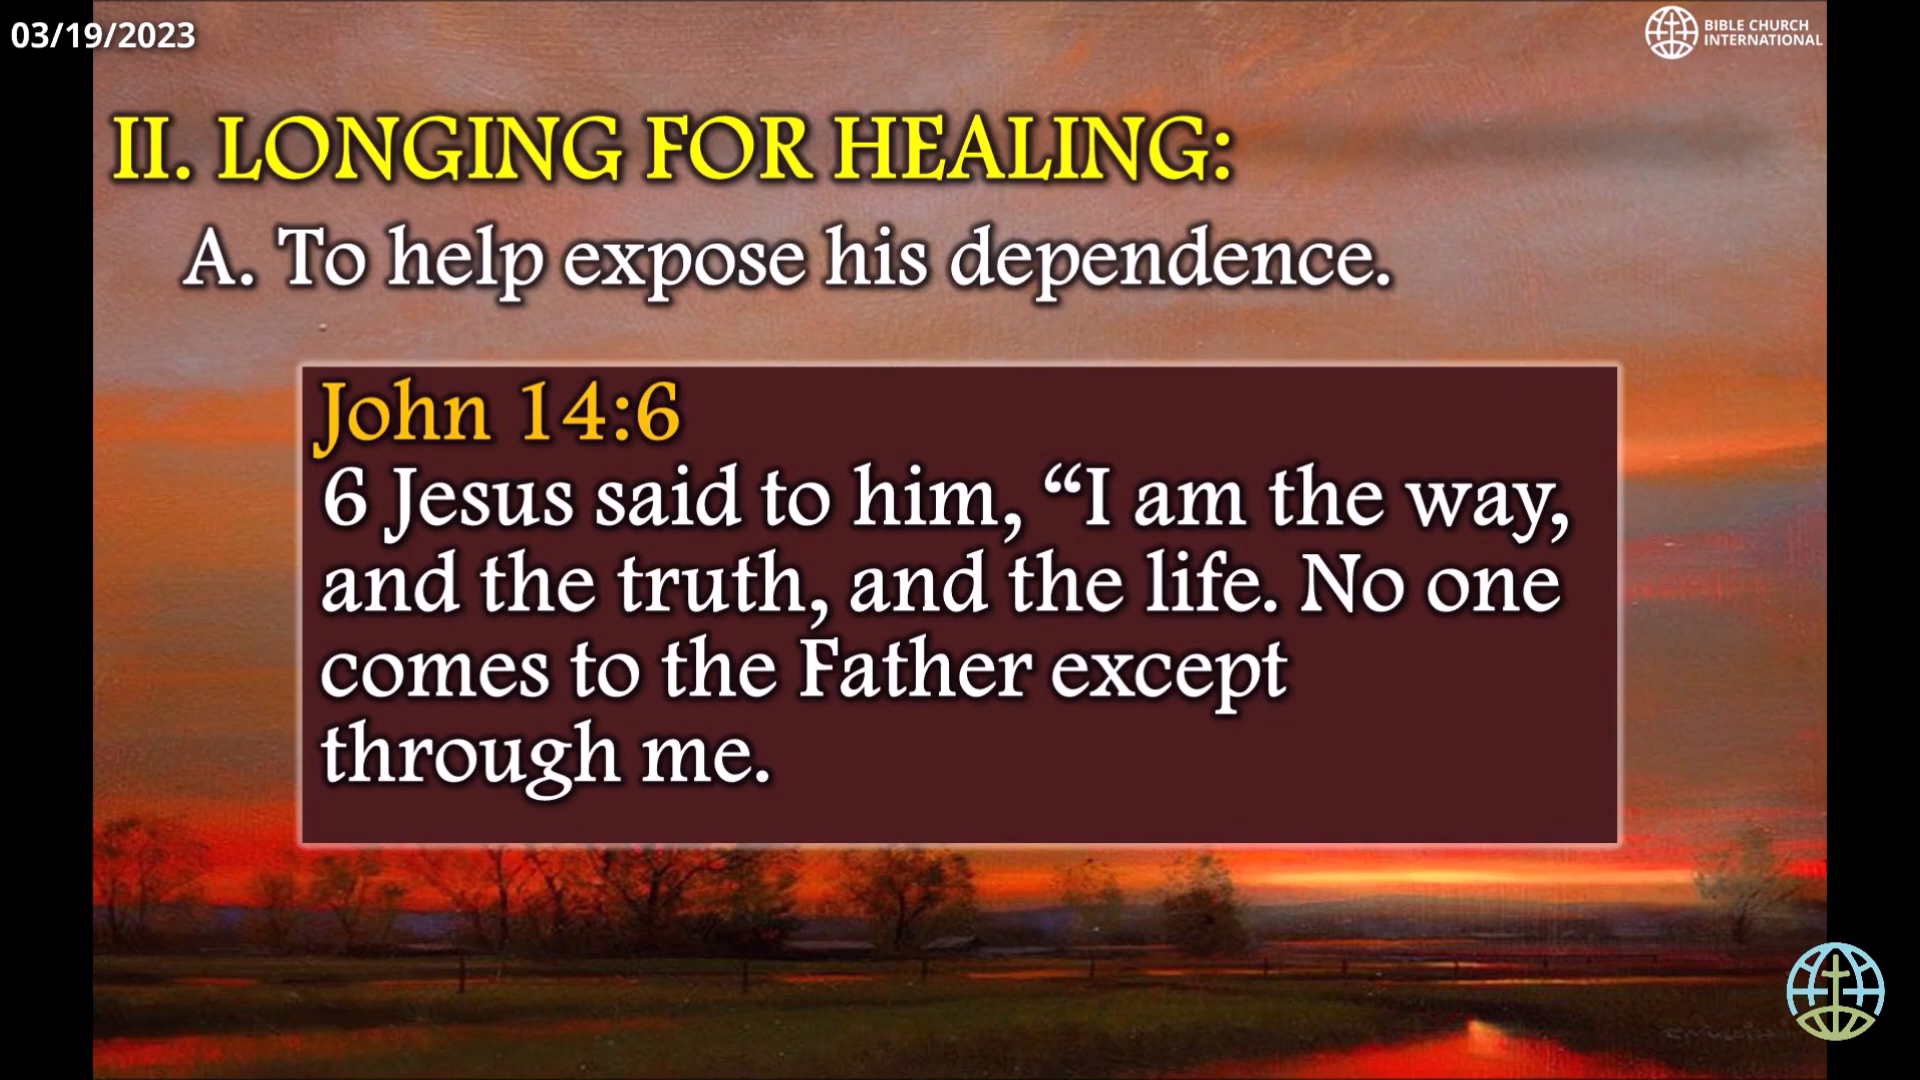 03/19/2023
BIBLE CHURCH
INTERNATIONAL
II. LONGING FOR HEALING:
A. To help expose his dependence.
John 14:6
6 Jesus said to him, “I am the way,
and the truth, and the life. No one
comes to the Father except
through me.